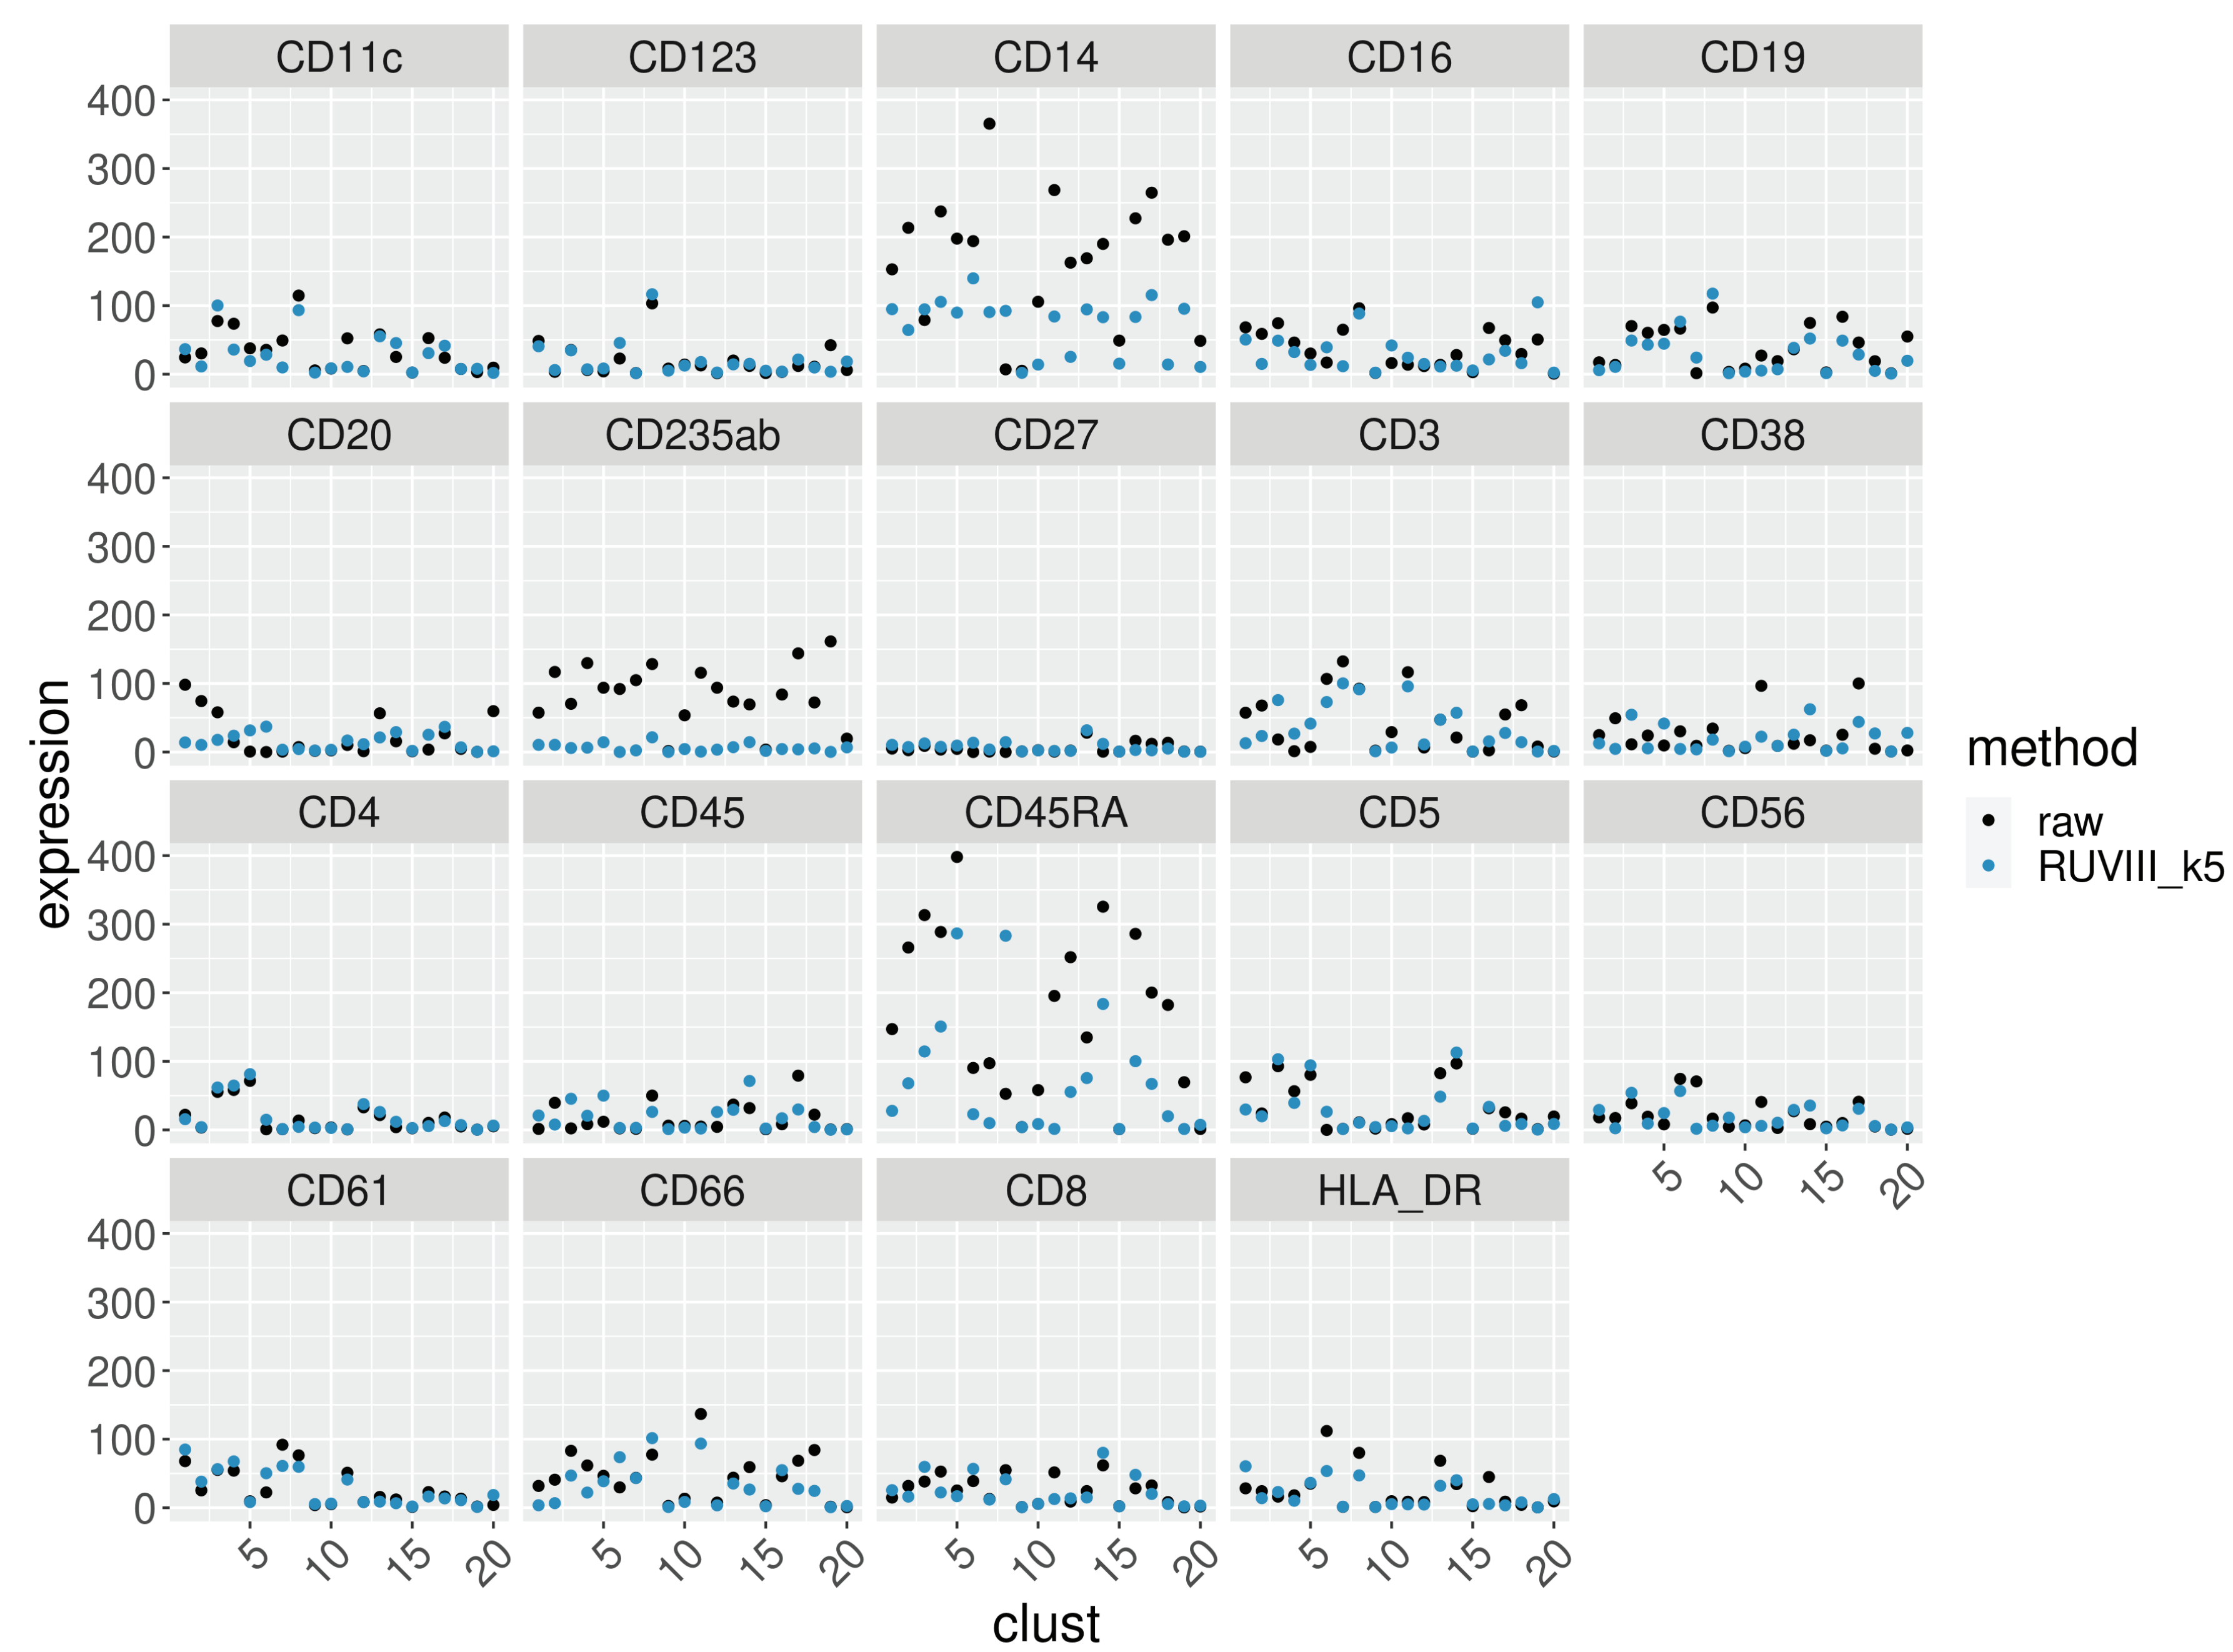 CD11c CD123 CD14 CD16 CD19
400
300
200
100
0
CD20 CD235ab CD27 CD3 CD38
400
300
200
100
0
expression
method
raw
RUVIII_k5
CD4 CD45 CD45RA CD5 CD56
400
300
200
100
0
5 10 15 20
CD61 CD66 CD8 HLA_DR
400
300
200
100
0
5 10 15 20 5 10 15 20 5 10 15 20 5 10 15 20
clust